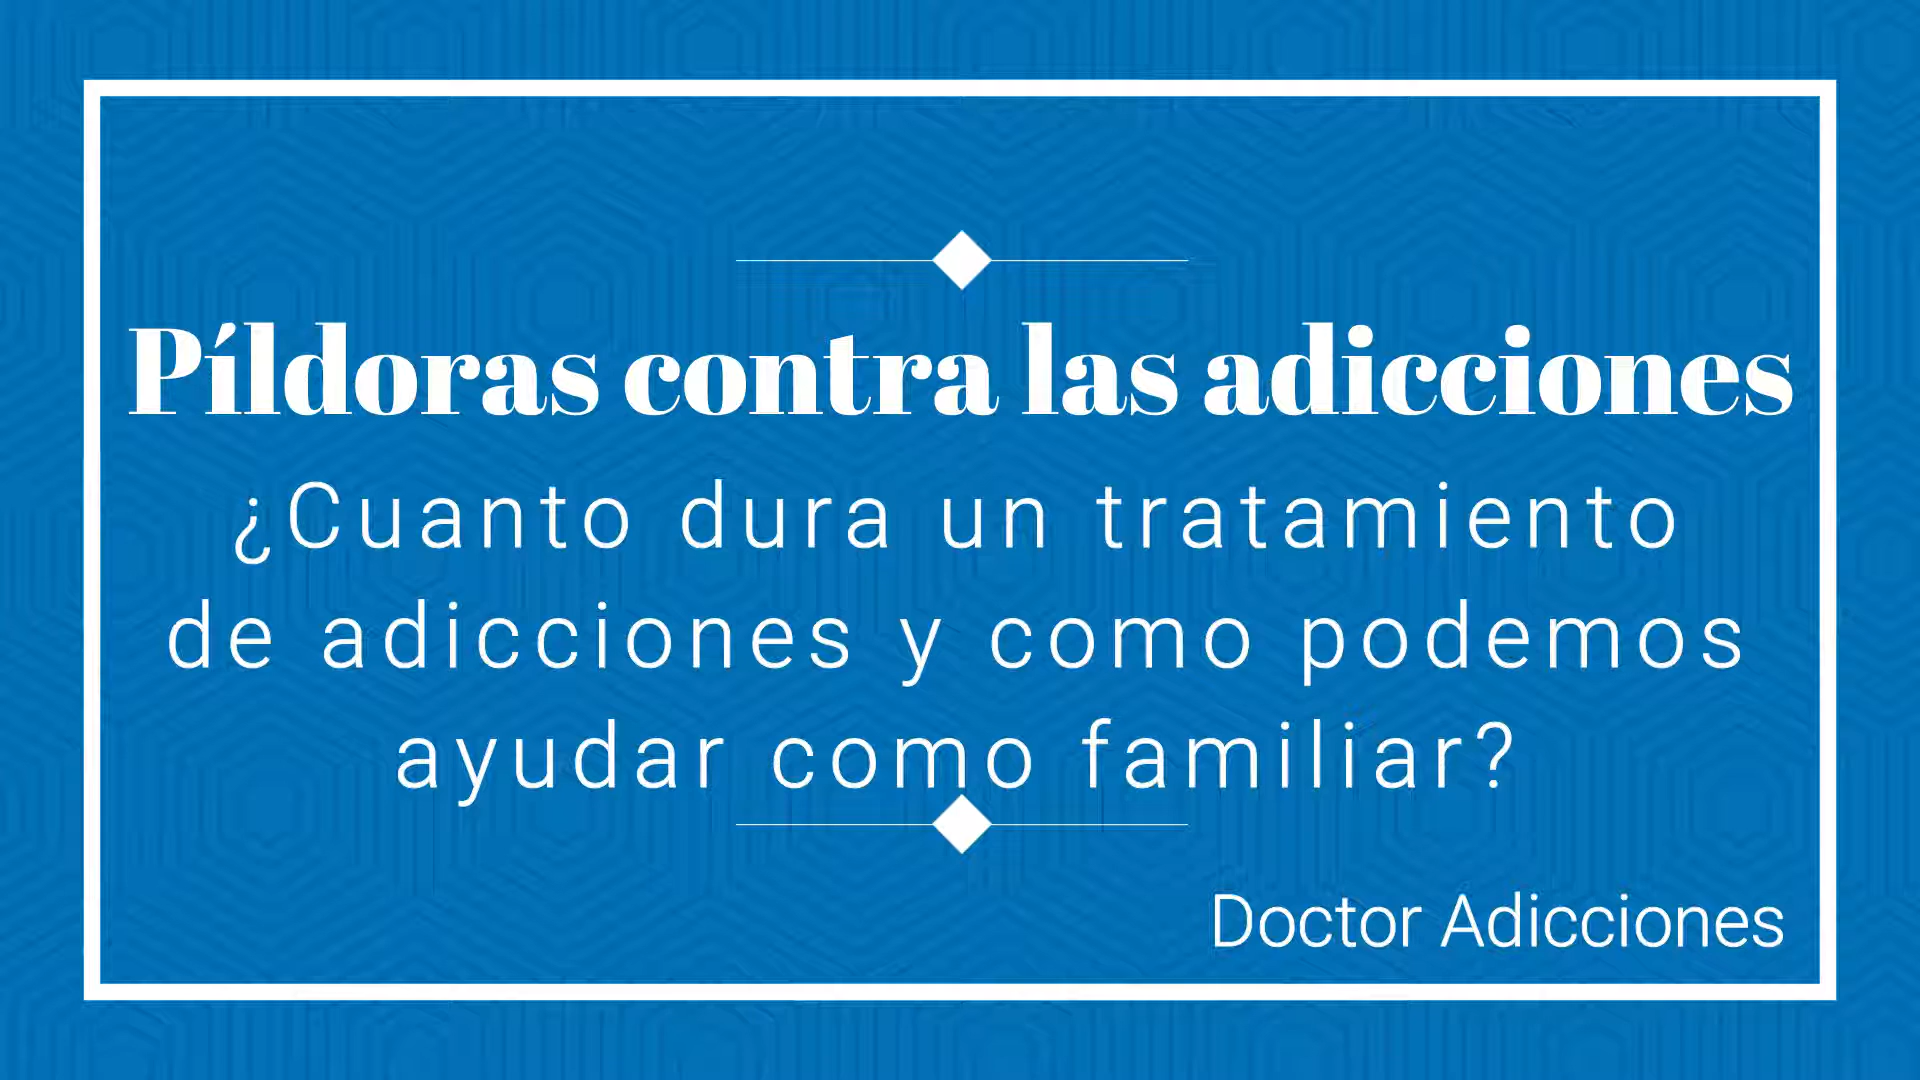 Píldoras contra las adicciones
¿Cuanto dura un tratamiento
de adicciones y como podemos
ayudar como familiar?
Doctor Adicciones